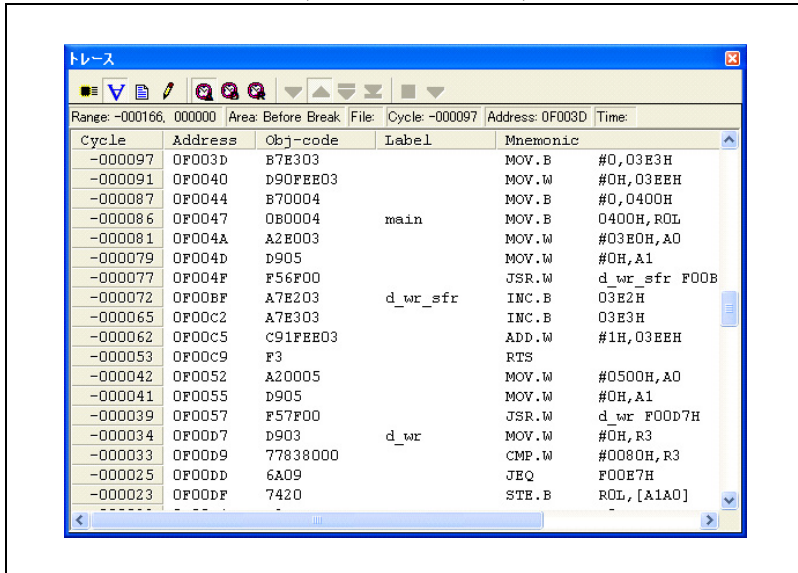 トレース
Range: -000166, 000000 Area: Before Break File: Cycle: -000097 Address: 0F003D Time:
Cycle Address Obj-code Label Mnemonic
-000097 0F003D B7E303 MOV.B #0,03E3H
-000091 0F0040 D90FEE03 MOV.W #0H,03EEH
-000087 0F0044 B70004 MOV.B #0,0400H
-000086 0F0047 0B0004 main MOV.B 0400H,R0L
-000081 0F004A A2E003 MOV.W #03E0H,A0
-000079 0F004D D905 MOV.W #0H,A1
-000077 0F004F F56F00 JSR.W d_wr_sfr F00B
-000072 0F00BF A7E203 d_wr_sfr INC.B 03E2H
-000065 0F00C2 A7E303 INC.B 03E3H
-000062 0F00C5 C91FEE03 ADD.W #1H,03EEH
-000053 0F00C9 F3 RTS
-000042 0F0052 A20005 MOV.W #0500H,A0
-000041 0F0055 D905 MOV.W #0H,A1
-000039 0F0057 F57F00 JSR.W d_wr F00D7H
-000034 0F00D7 D903 d_wr MOV.W #0H,R3
-000033 0F00D9 77838000 CMP.W #0080H,R3
-000025 0F00DD 6A09 JEQ F00E7H
-000023 0F00DF 7420 STE.B R0L,[A1A0]